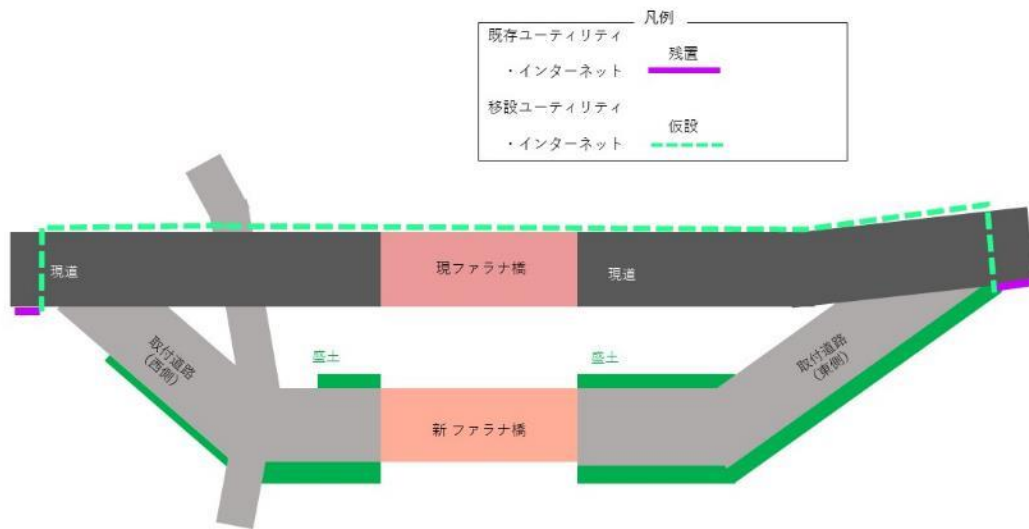 凡例
既存ユーティリティ
残置
・インターネット
移設ユーティリティ
仮設
・インターネット
現道
現ファラナ橋
現道
取付道路
(西側)
盛土
盛土
取付道路
(東側)
新 ファラナ橋